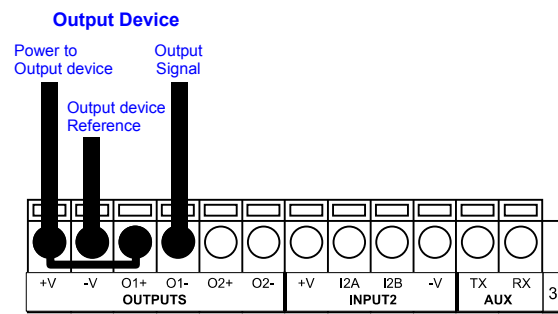 Output Device
Power to
Output device
Output
Signal
Output device
Reference
+V -V O1+ O1- O2+ O2- +V I2A I2B -V TX RX
OUTPUTS INPUT2 AUX
3